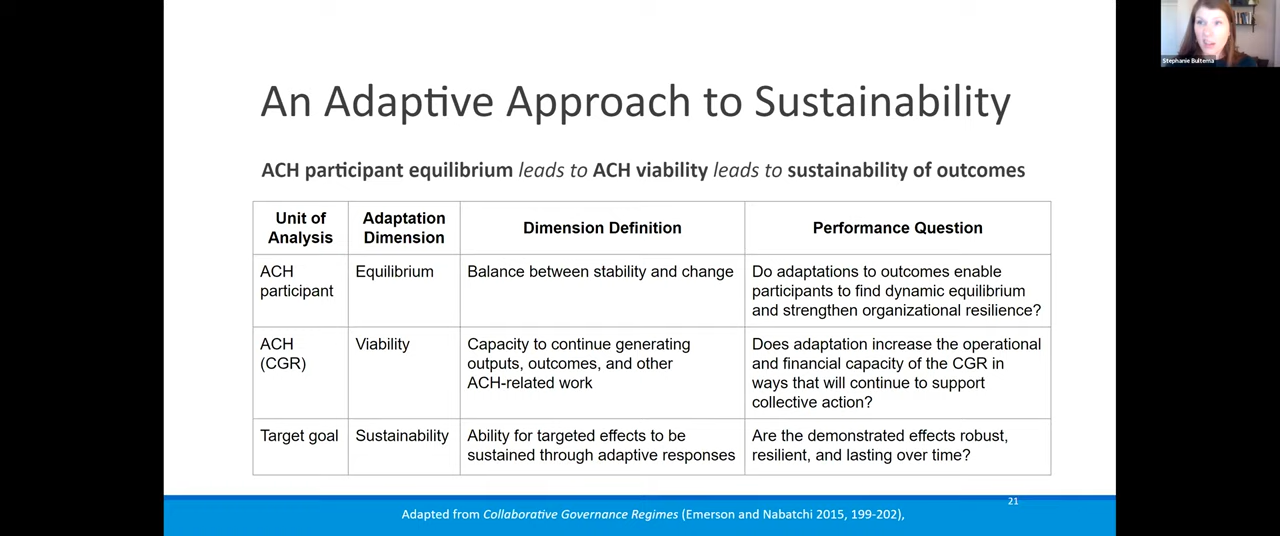 Stephanie Bultema
An Adaptive Approach to Sustainability
ACH participant equilibrium leads to ACH viability leads to sustainability of outcomes
Unit of
Analysis
Adaptation
Dimension
Dimension Definition
Performance Question
ACH
participant
Equilibrium
Balance between stability and change
Do adaptations to outcomes enable
participants to find dynamic equilibrium
and strengthen organizational resilience?
ACH
(CGR)
Viability
Capacity to continue generating
outputs, outcomes, and other
ACH-related work
Does adaptation increase the operational
and financial capacity of the CGR in
ways that will continue to support
collective action?
Target goal
Sustainability
Ability for targeted effects to be
sustained through adaptive responses
Are the demonstrated effects robust,
resilient, and lasting over time?
21
Adapted from Collaborative Governance Regimes (Emerson and Nabatchi 2015, 199-202),